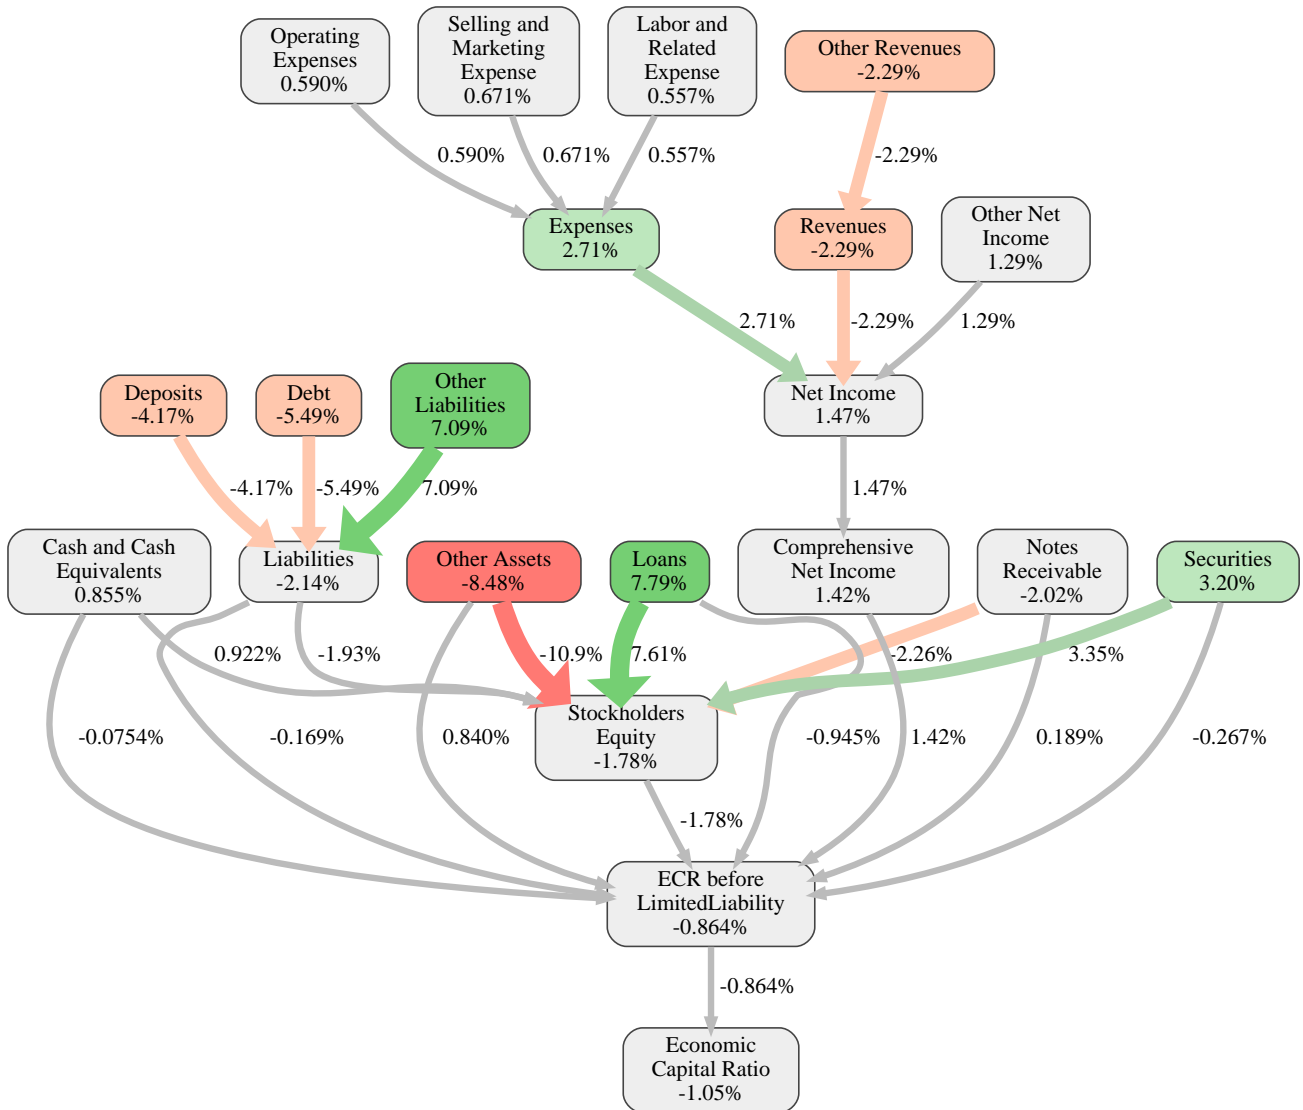 Operating
Expenses
0.590%
Selling and
Marketing
Expense
0.671%
Labor and
Related
Expense
0.557%
Other Revenues
-2.29%
0.590%
0.671%
0.557%
-2.29%
Expenses
2.71%
Revenues
-2.29%
Other Net
Income
1.29%
2.71%
-2.29%
1.29%
Deposits
-4.17%
Debt
-5.49%
Other
Liabilities
7.09%
Net Income
1.47%
-4.17%
-5.49%
7.09%
1.47%
Cash and Cash
Equivalents
0.855%
Liabilities
-2.14%
Other Assets
-8.48%
Loans
7.79%
Comprehensive
Net Income
1.42%
Notes
Receivable
-2.02%
Securities
3.20%
0.922%
-1.93%
-10.9%
7.61%
-2.26%
3.35%
Stockholders
Equity
-1.78%
-0.0754%
-0.169%
0.840%
-0.945%
1.42%
0.189%
-0.267%
-1.78%
ECR before
LimitedLiability
-0.864%
-0.864%
Economic
Capital Ratio
-1.05%